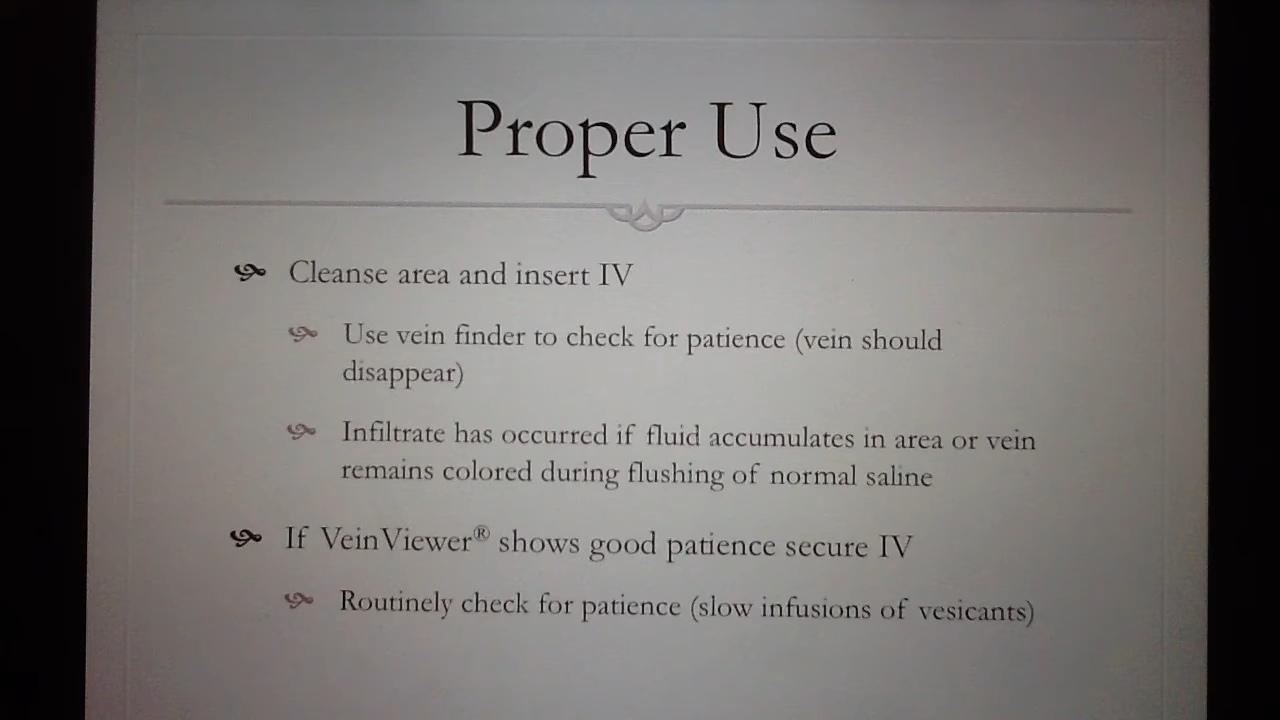 Proper Use
Cleanse area and insert IV
Use vein finder to check for patience (vein should
disappear)
Infiltrate has occurred if fluid accumulates in area or vein
remains colored during flushing of normal saline
If VeinViewer® shows good patience secure IV
Routinely check for patience (slow infusions of vesicants)